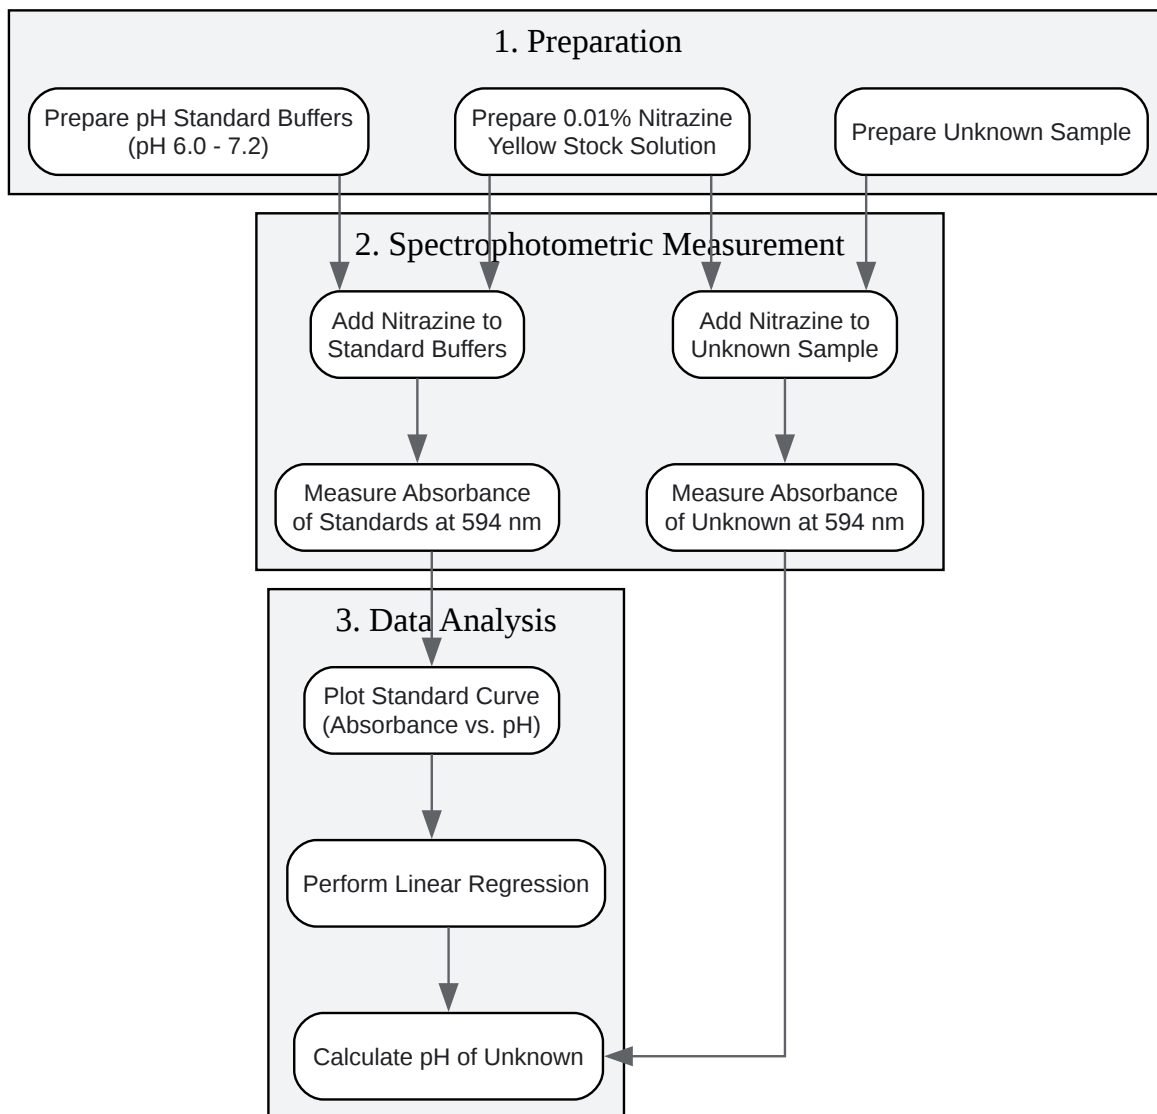 1. Preparation
Prepare pH Standard Buffers
(pH 6.0 - 7.2)
Prepare 0.01% Nitrazine
Yellow Stock Solution
Prepare Unknown Sample
2. Spectrophotometric Measurement
Add Nitrazine to
Standard Buffers
Add Nitrazine to
Unknown Sample
Measure Absorbance
of Standards at 594 nm
Measure Absorbance
of Unknown at 594 nm
3. Data Analysis
Plot Standard Curve
(Absorbance vs. pH)
Perform Linear Regression
Calculate pH of Unknown